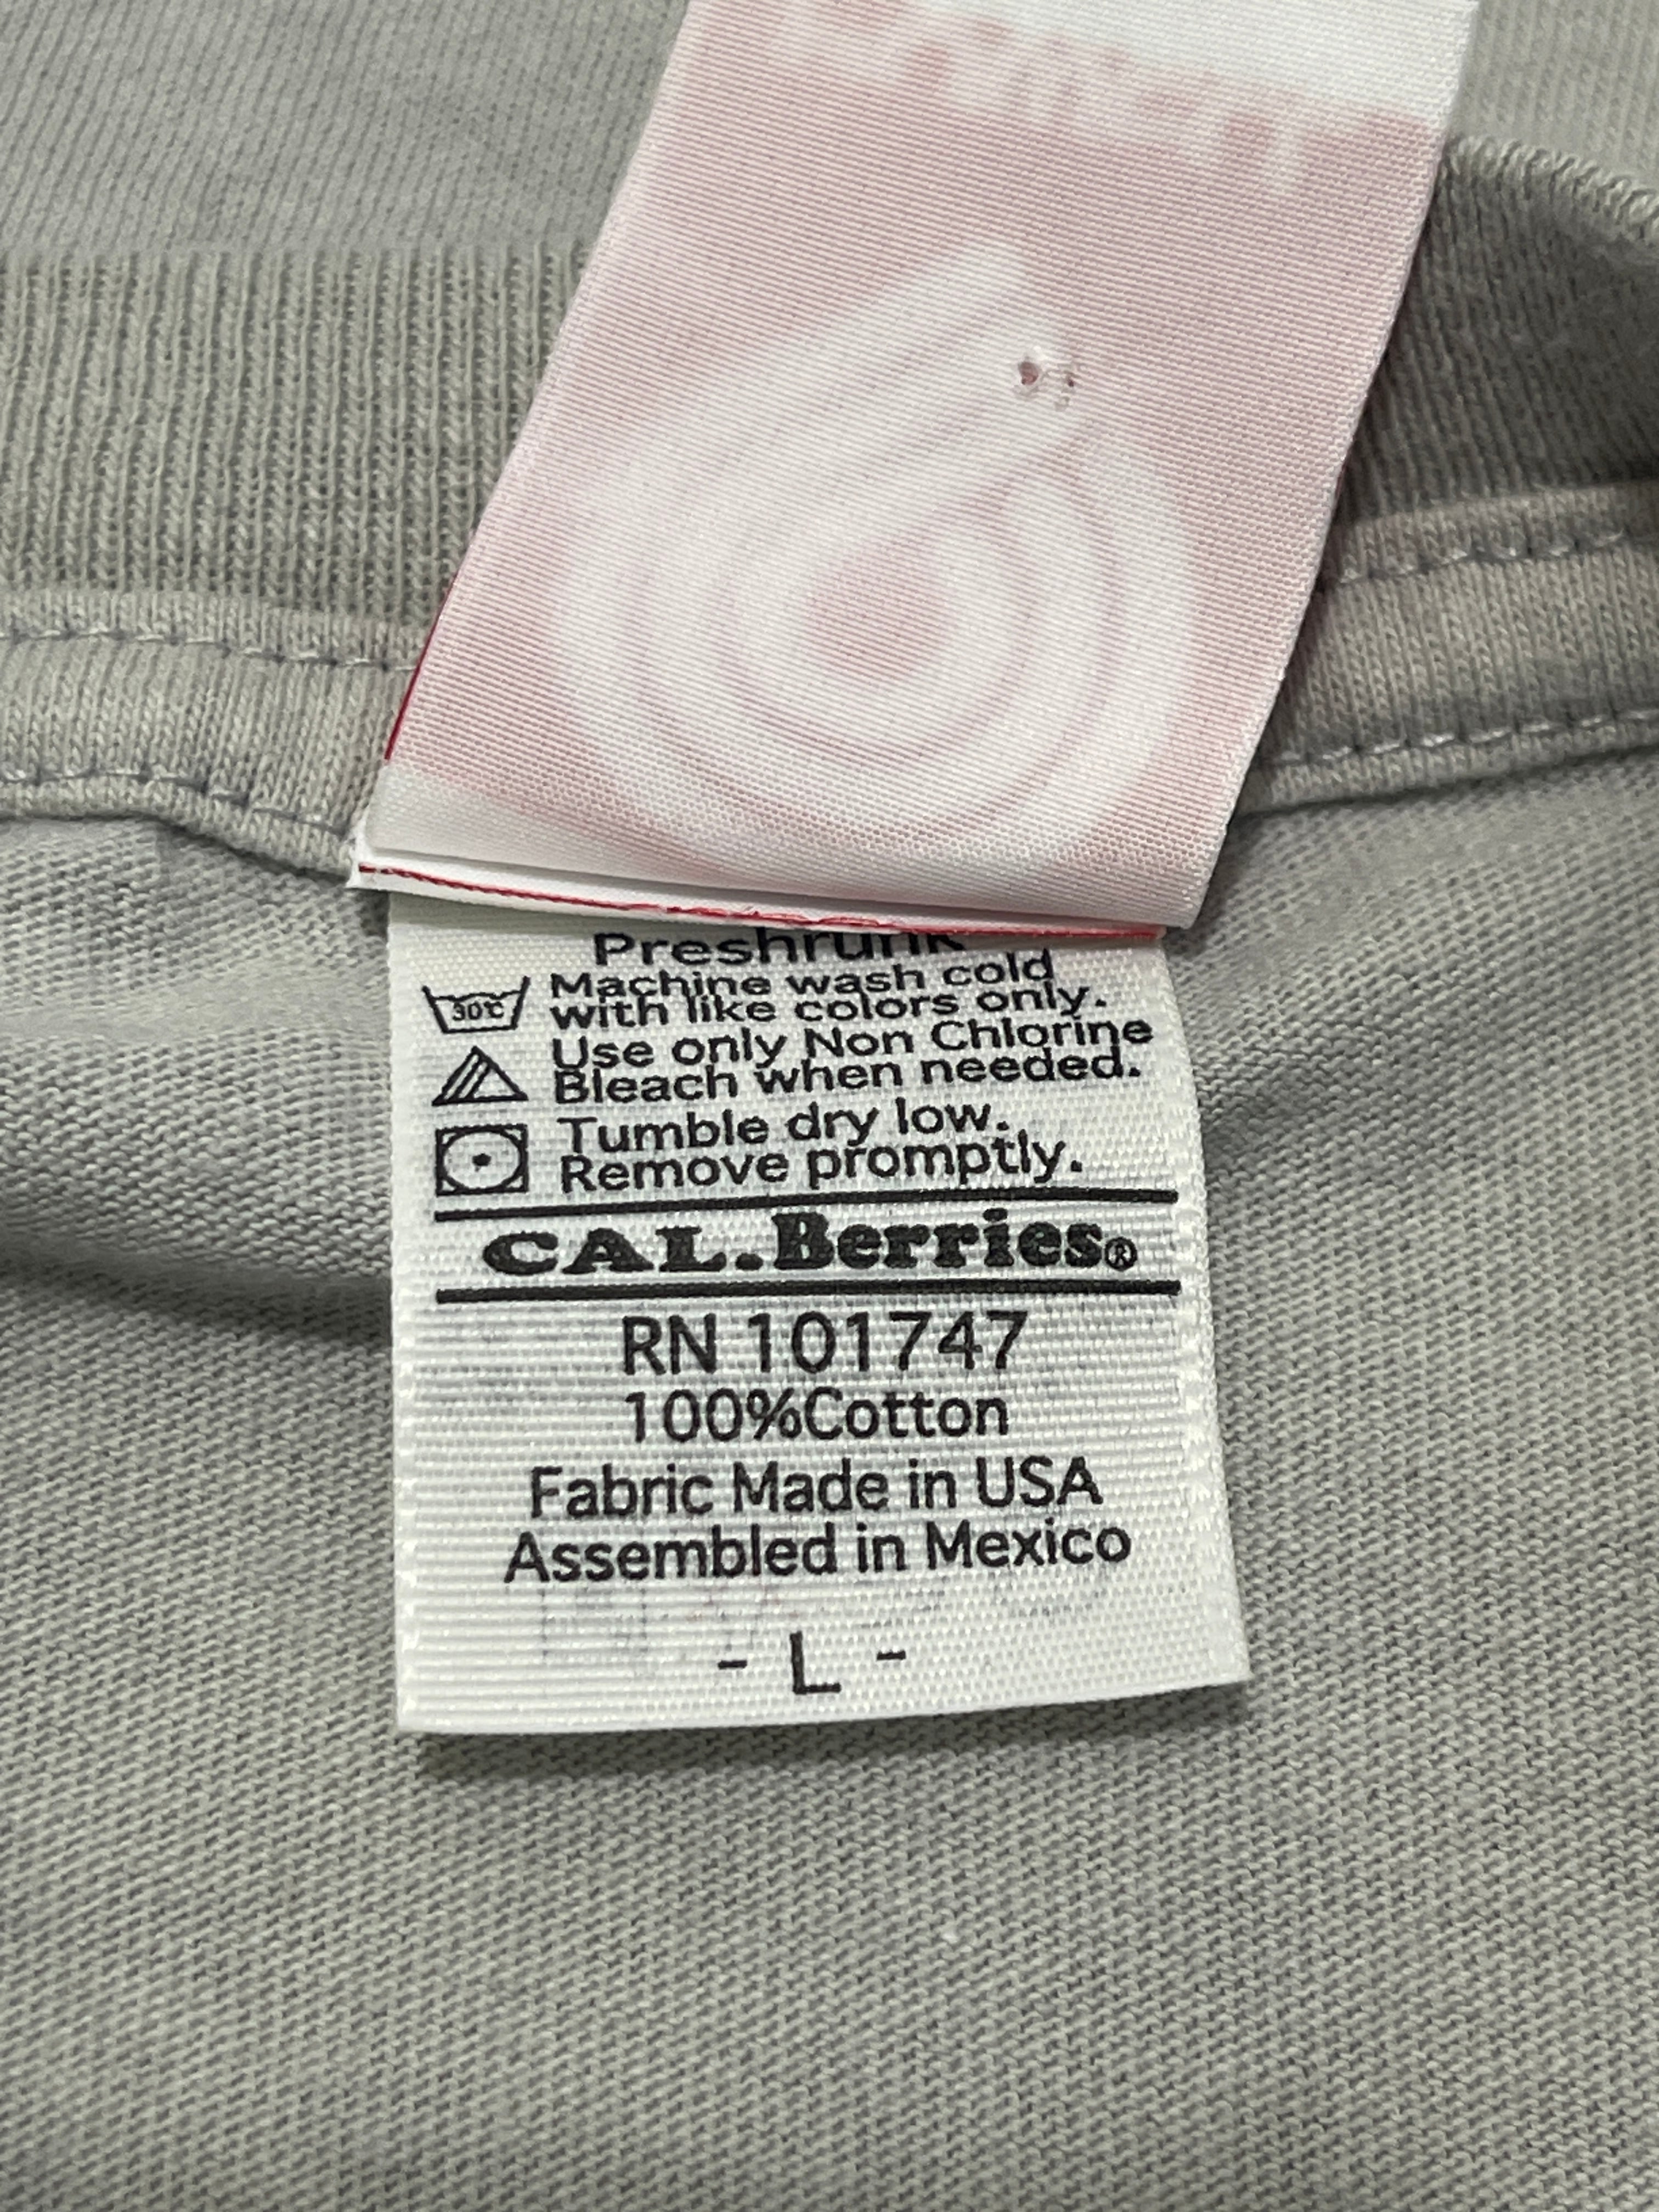 Preshrunk
30℃
Machine wash cold
with like colors only.
Use only Non Chlorine
Bleach when needed.
Tumble dry low.
Remove promptly.
CAL.Berries®
RN 101747
100%Cotton
Fabric Made in USA
Assembled in Mexico
- L -